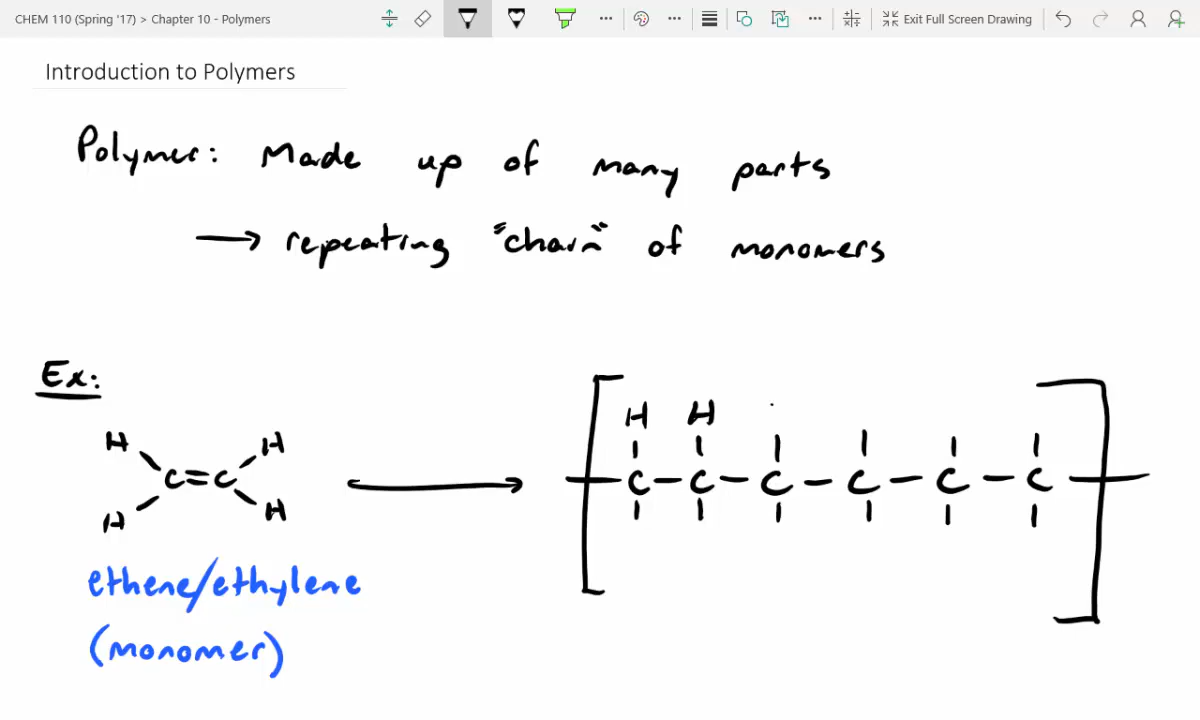 CHEM 110 (Spring '17) > Chapter 10 - Polymers
Exit Full Screen Drawing
Introduction to Polymers
Polymer: Made up of many parts
→ repeating "chain" of monomers
Ex:
H H H H
C=C
H H
— C — C — C — C — C — C —
ethene/ethylene
(monomer)